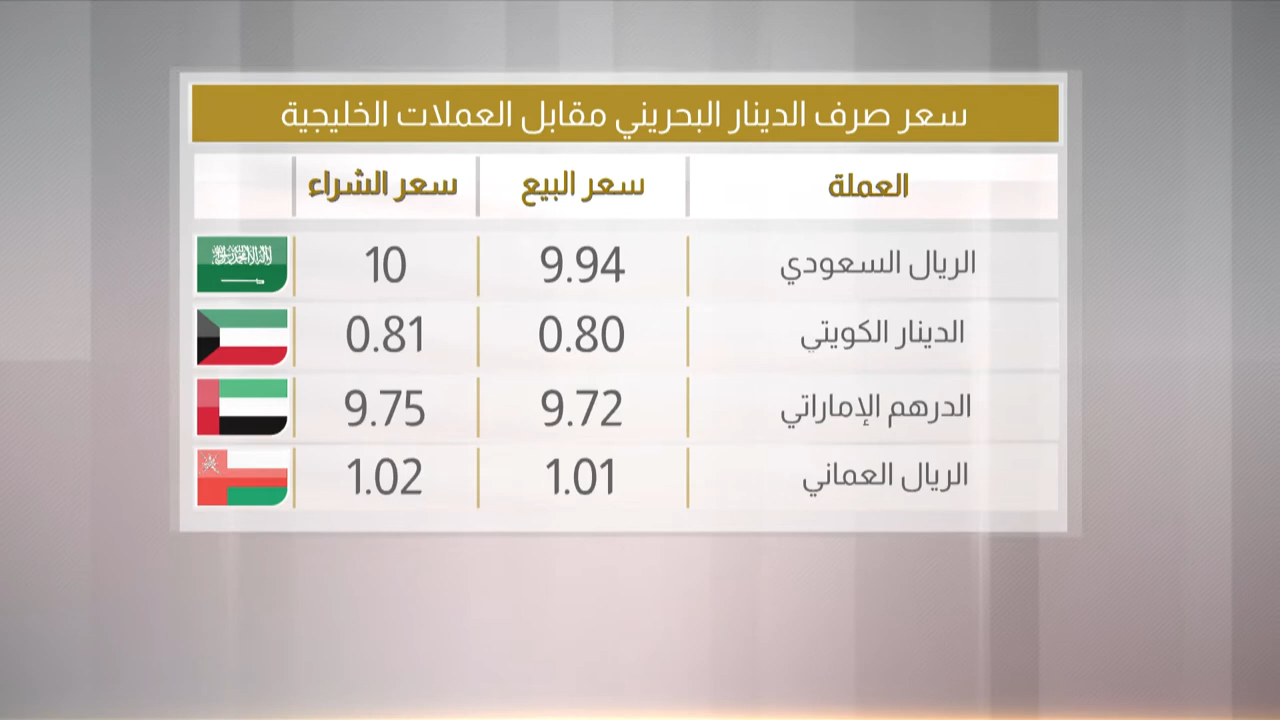 سعر صرف الدينار البحريني مقابل العملات الخليجية
العملة سعر البيع سعر الشراء
الريال السعودي 9.94 10
الدينار الكويتي 0.80 0.81
الدرهم الإماراتي 9.72 9.75
الريال العماني 1.01 1.02